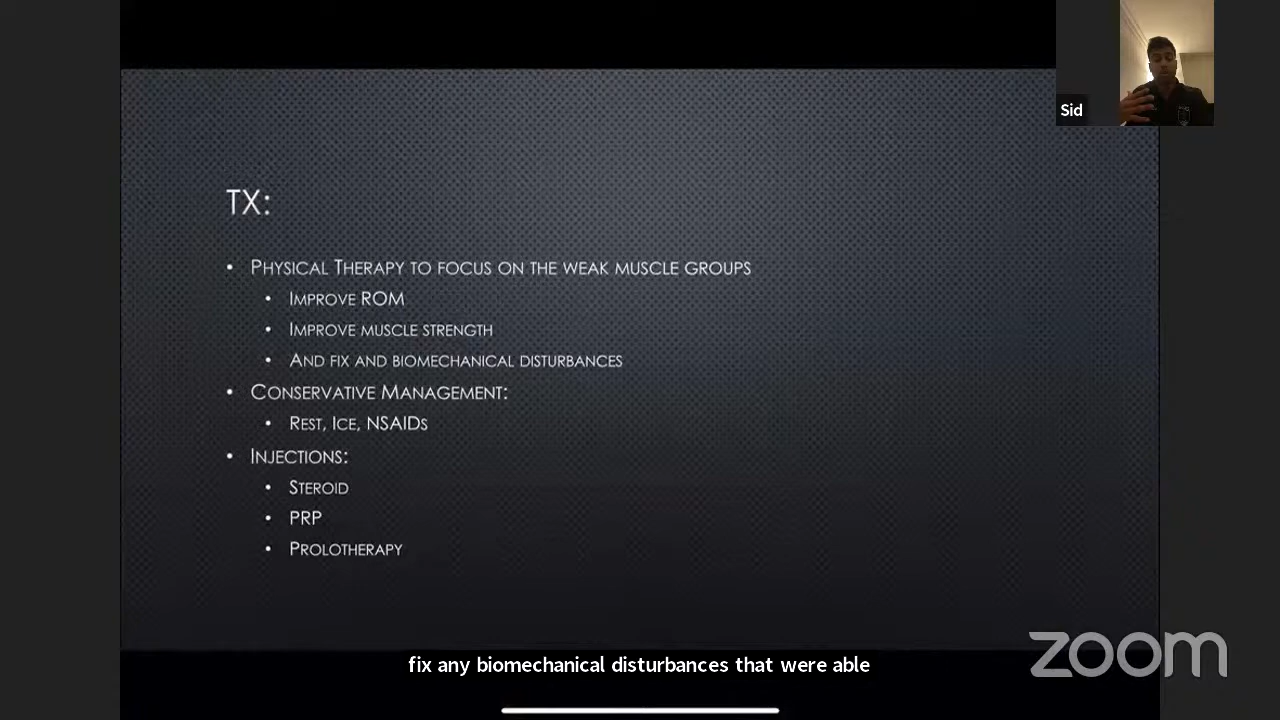 Sid
TX:
• Physical Therapy to focus on the weak muscle groups
• Improve ROM
• Improve muscle strength
• And fix and biomechanical disturbances
• Conservative Management:
• Rest, Ice, NSAIDs
• Injections:
• Steroid
• PRP
• Prolotherapy
fix any biomechanical disturbances that were able
zoom